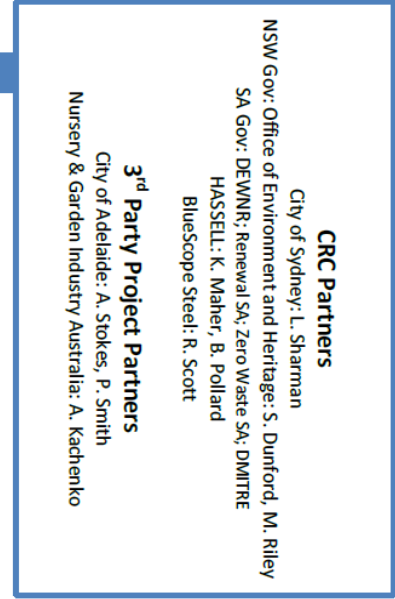 CRC Partners
City of Sydney: L. Sharman
NSW Gov: Office of Environment and Heritage: S. Dunford, M. Riley
SA Gov: DEWNR; Renewal SA; Zero Waste SA; DMITRE
HASSELL: K. Maher, B. Pollard
BlueScope Steel: R. Scott
3rd Party Project Partners
City of Adelaide: A. Stokes, P. Smith
Nursery & Garden Industry Australia: A. Kachenko